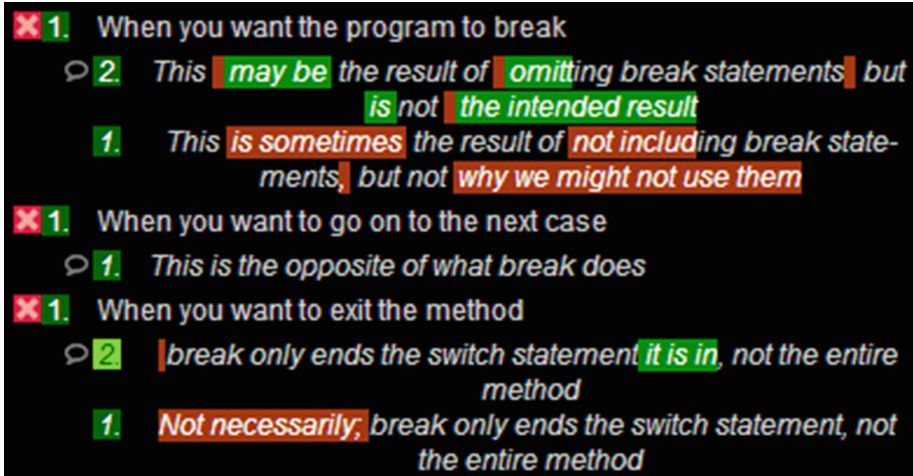 1. When you want the program to break
2. This may be the result of omitting break statements but
is not the intended result
1. This is sometimes the result of not including break state-
ments, but not why we might not use them
1. When you want to go on to the next case
1. This is the opposite of what break does
1. When you want to exit the method
2. break only ends the switch statement it is in, not the entire
method
1. Not necessarily; break only ends the switch statement, not
the entire method